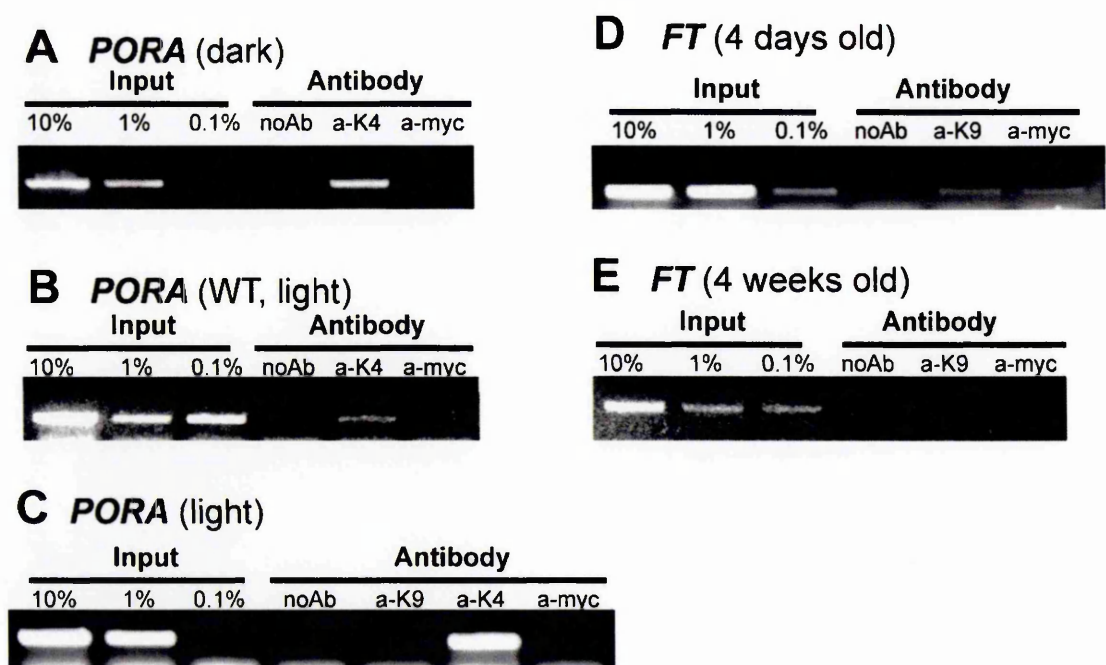 A PORA (dark)
Input Antibody
10% 1% 0.1% noAb a-K4 a-myc
B PORA (WT, light)
Input Antibody
10% 1% 0.1% noAb a-K4 a-myc
C PORA (light)
Input Antibody
10% 1% 0.1% noAb a-K9 a-K4 a-myc
D FT (4 days old)
Input Antibody
10% 1% 0.1% noAb a-K9 a-myc
E FT (4 weeks old)
Input Antibody
10% 1% 0.1% noAb a-K9 a-myc